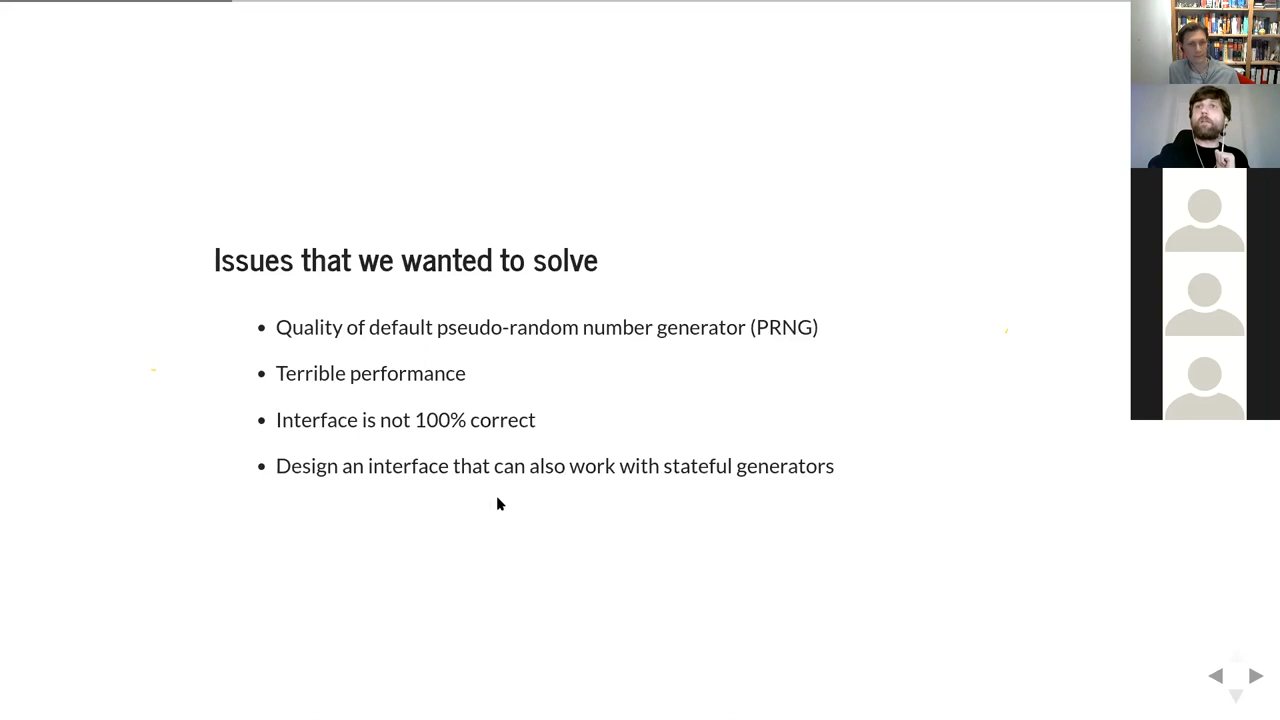 Issues that we wanted to solve
• Quality of default pseudo-random number generator (PRNG)
• Terrible performance
• Interface is not 100% correct
• Design an interface that can also work with stateful generators